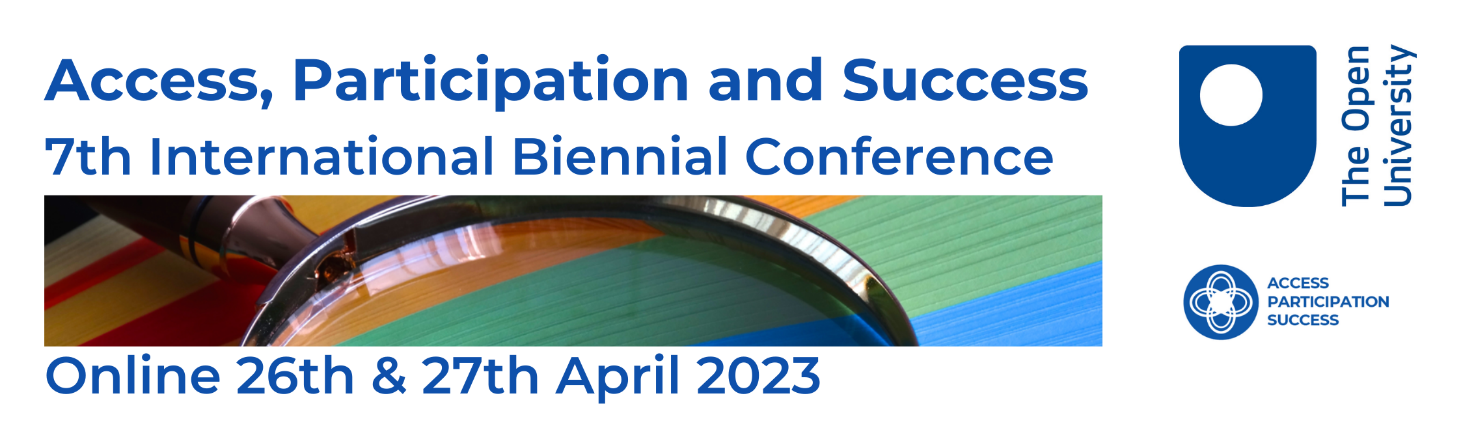 Access, Participation and Success
7th International Biennial Conference
Online 26th & 27th April 2023
The Open
University
ACCESS
PARTICIPATION
SUCCESS